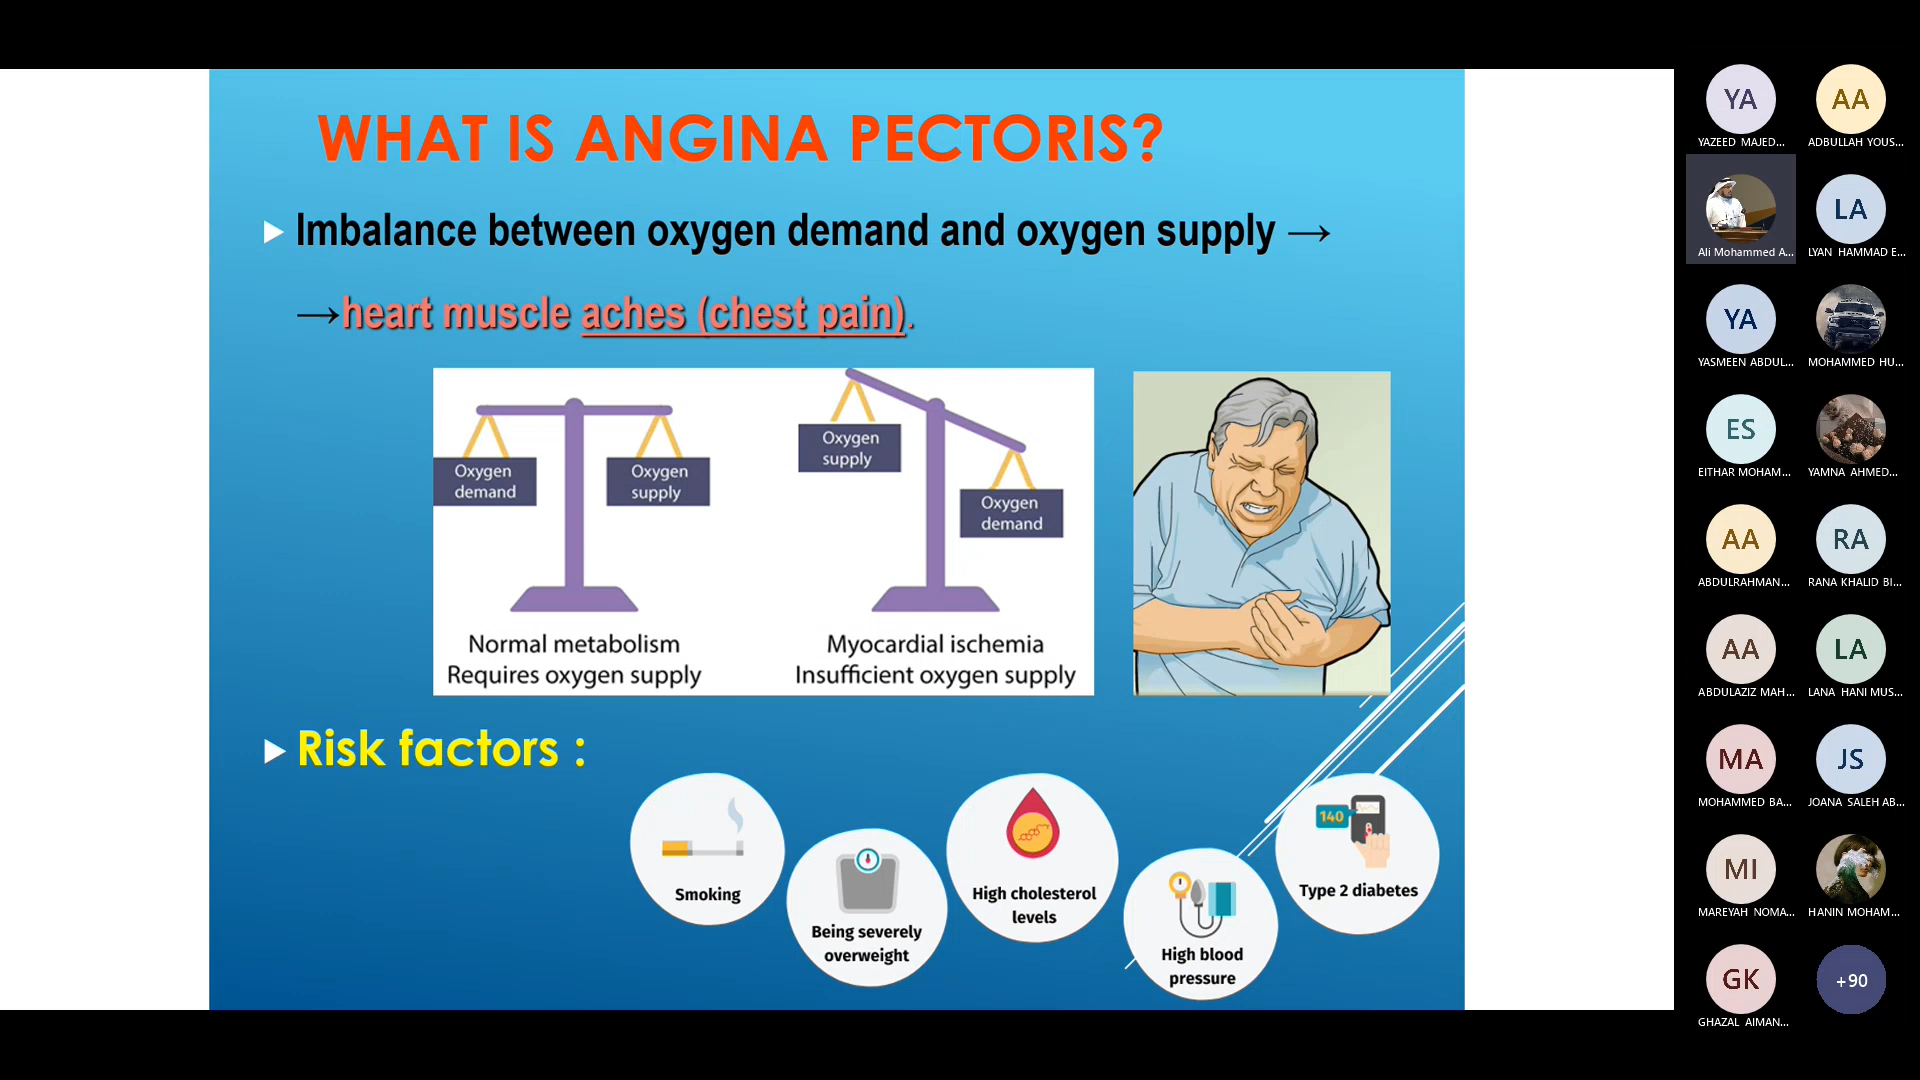 WHAT IS ANGINA PECTORIS?
Imbalance between oxygen demand and oxygen supply →
→heart muscle aches (chest pain).
Oxygen
demand
Oxygen
supply
Normal metabolism
Requires oxygen supply
Oxygen
supply
Oxygen
demand
Myocardial ischemia
Insufficient oxygen supply
Risk factors :
Smoking
Being severely
overweight
High cholesterol
levels
High blood
pressure
140
Type 2 diabetes
YA
YAZEED MAJED...
AA
ADBULLAH YOUS...
Ali Mohammed A...
LA
LYAN HAMMAD E...
YA
YASMEEN ABDUL...
MOHAMMED HU...
ES
EITHAR MOHAM...
YAMNA AHMED...
AA
ABDULRAHMAN...
RA
RANA KHALID BI...
AA
ABDULAZIZ MAH...
LA
LANA HANI MUS...
MA
MOHAMMED BA...
JS
JOANA SALEH AB...
MI
MAREYAH NOMA...
HANIN MOHAM...
GK
GHAZAL AIMAN...
+90